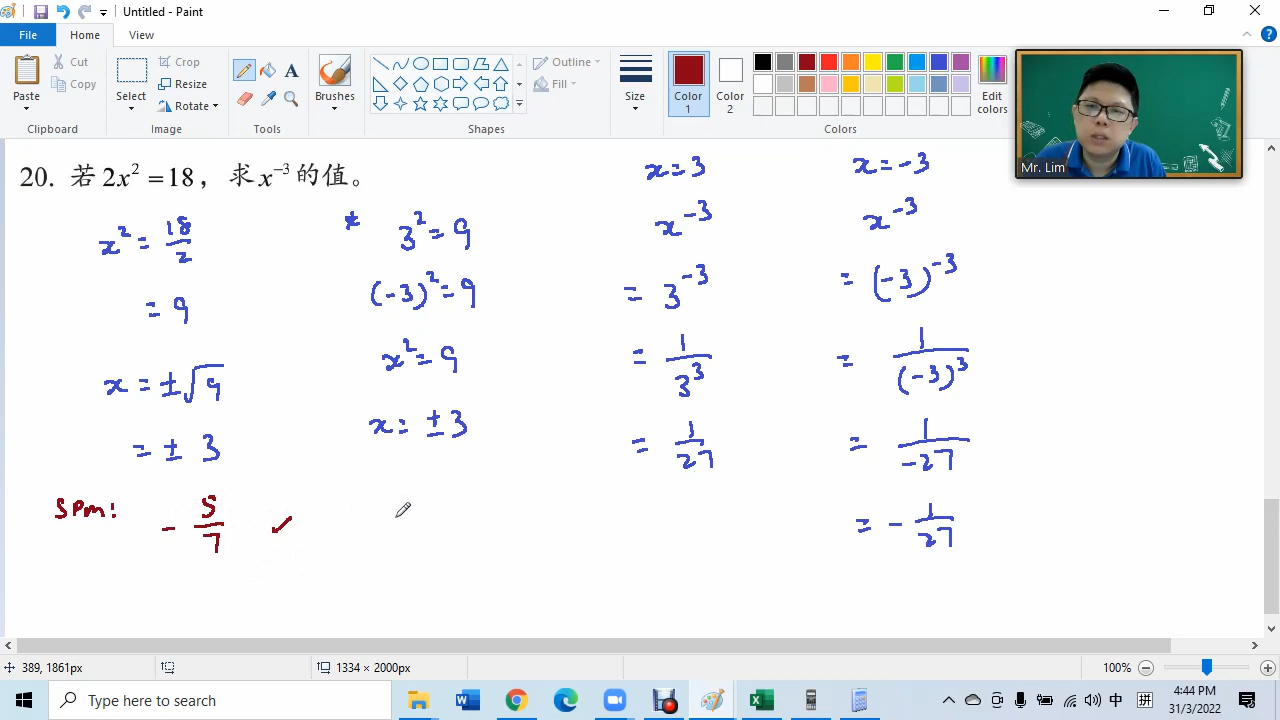 Untitled - Paint
File
Home
View
Paste
Cut
Copy
Clipboard
Select
Crop
Resize
Rotate
Image
Tools
Brushes
Shapes
Outline
Fill
Size
Color 1
Color 2
Edit colors
Colors
Mr. Lim
20. 若 2x² = 18，求 x⁻³ 的值。
x² = 18/2
= 9
x = ±√9
= ± 3
SPM:
- 5/7 ✓
* 3² = 9
(-3)² = 9
x² = 9
x = ±3
x = 3
x⁻³
= 3⁻³
= 1/3³
= 1/27
x = -3
x⁻³
= (-3)⁻³
= 1/(-3)³
= 1/-27
= - 1/27
389, 1861px
1334 × 2000px
100%
Type here to search
中
拼
4:44 PM
31/3/2022